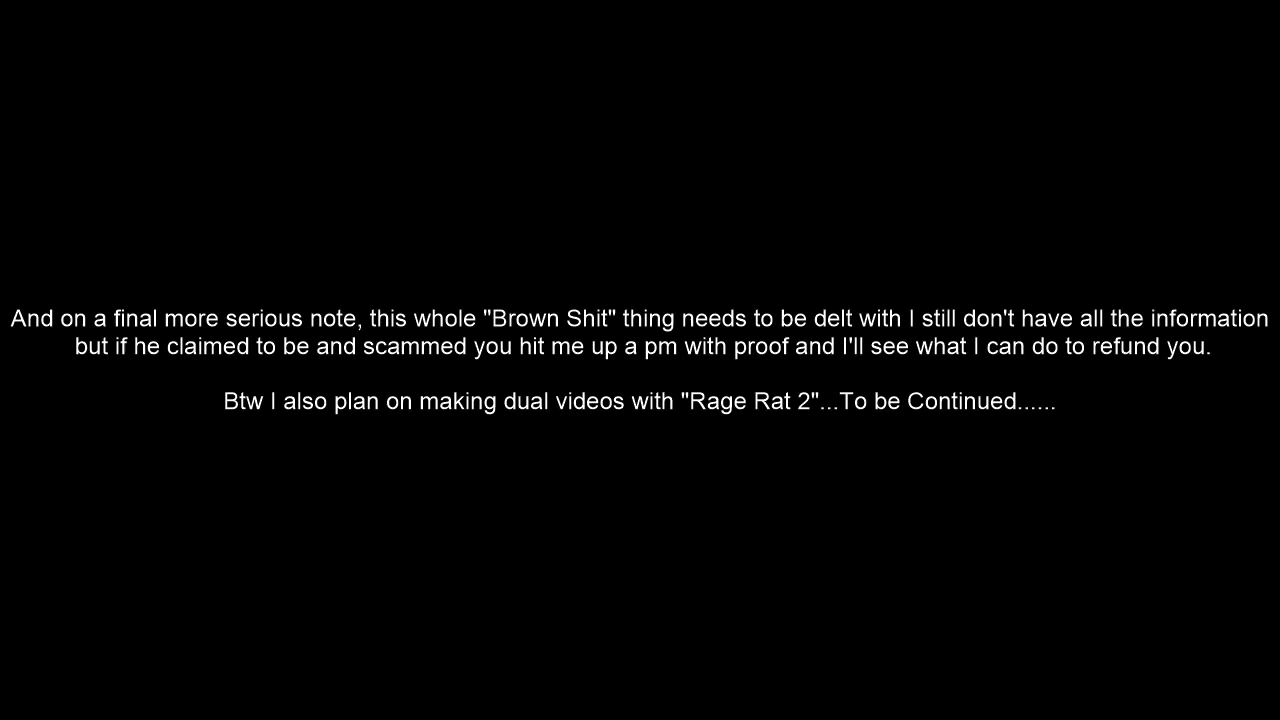 And on a final more serious note, this whole "Brown Shit" thing needs to be delt with I still don't have all the information
but if he claimed to be and scammed you hit me up a pm with proof and I'll see what I can do to refund you.
Btw I also plan on making dual videos with "Rage Rat 2"...To be Continued......